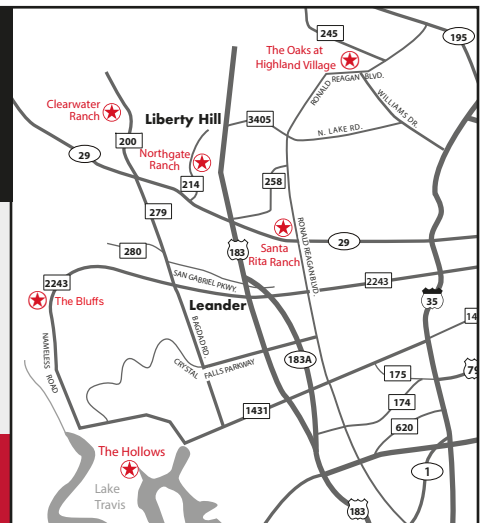 245
195
The Oaks at
Highland Village
RONALD REAGAN BLVD.
WILLIAMS DR.
Clearwater
Ranch
Liberty Hill
3405
N. LAKE RD.
200
29
Northgate
Ranch
214
258
279
Santa
Rita Ranch
RONALD REAGAN BLVD.
29
280
183
2243
SAN GABRIEL PKWY.
2243
The Bluffs
Leander
35
14
NAMELESS ROAD
BAGDAD RD.
CRYSTAL FALLS PARKWAY
183A
175
79
1431
174
620
The Hollows
1
Lake
Travis
183